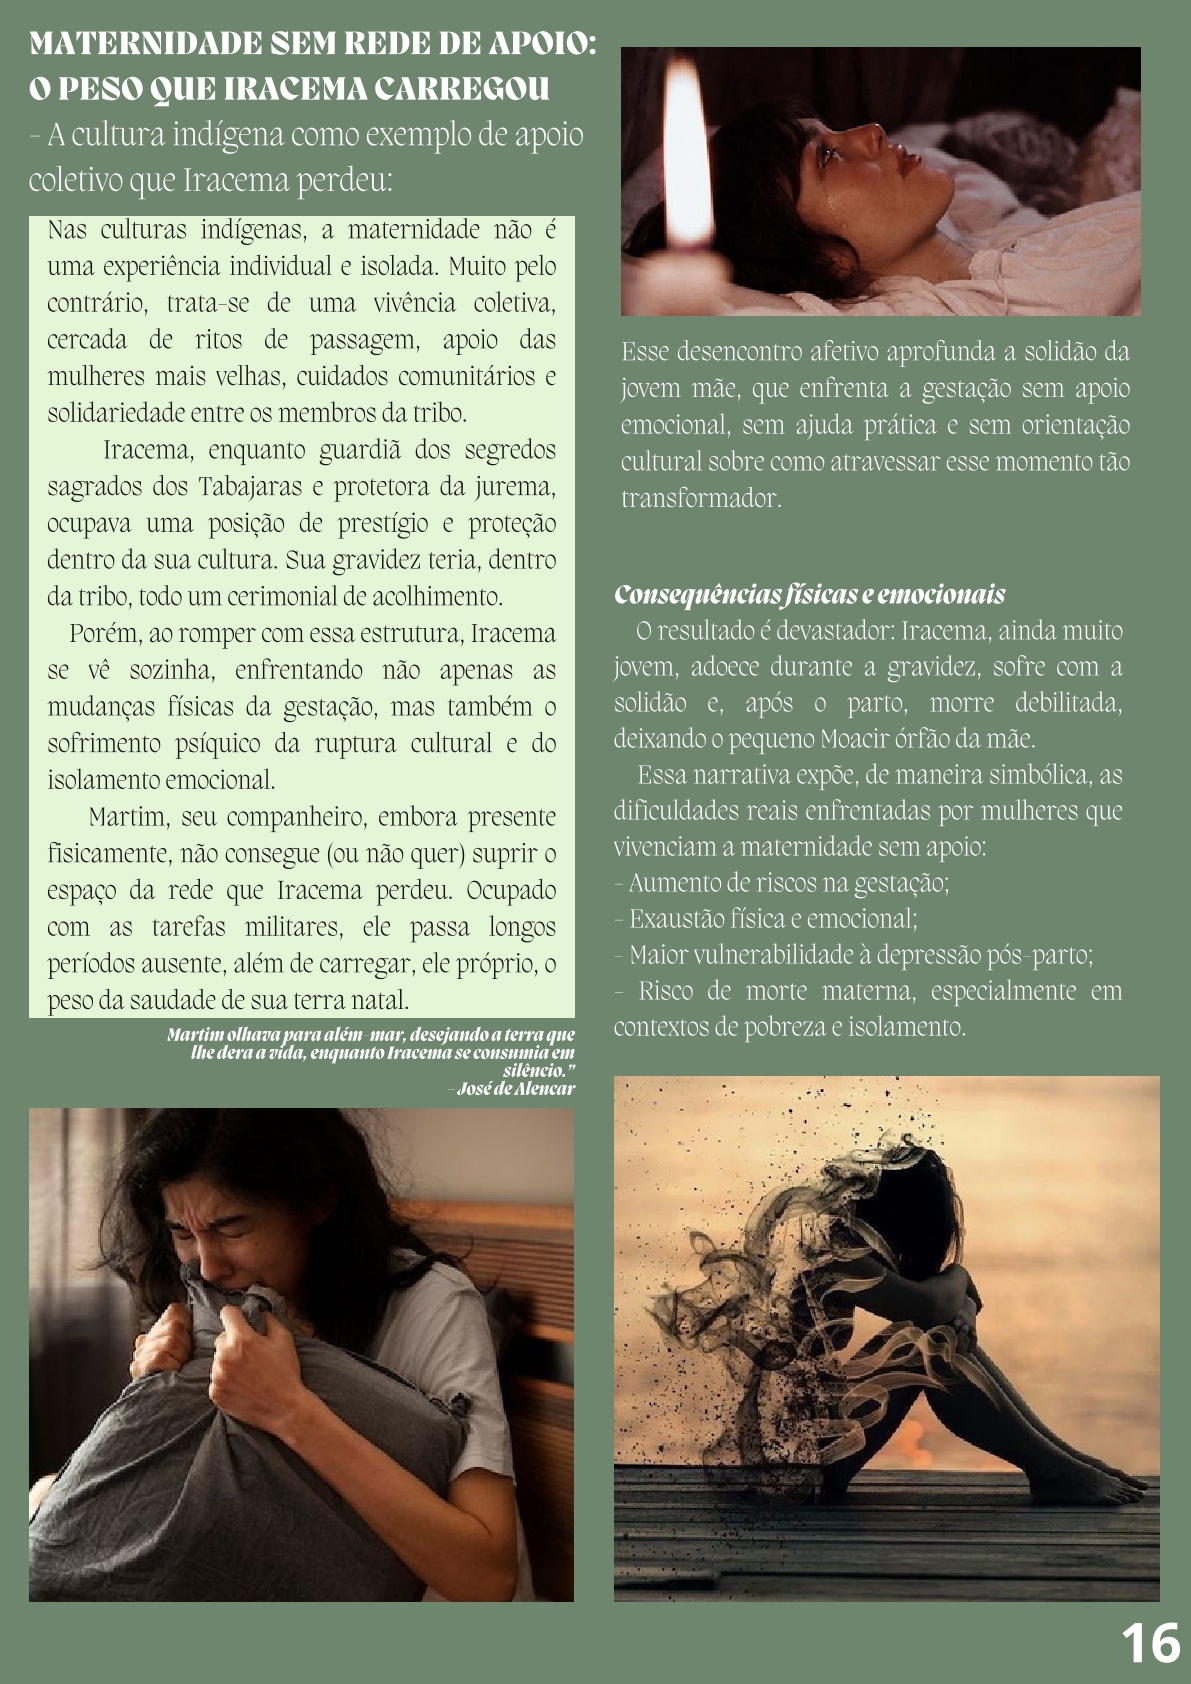 MATERNIDADE SEM REDE DE APOIO:
O PESO QUE IRACEMA CARREGOU
- A cultura indígena como exemplo de apoio
coletivo que Iracema perdeu:
Nas culturas indígenas, a maternidade não é
uma experiência individual e isolada. Muito pelo
contrário, trata-se de uma vivência coletiva,
cercada de ritos de passagem, apoio das
mulheres mais velhas, cuidados comunitários e
solidariedade entre os membros da tribo.
Iracema, enquanto guardiã dos segredos
sagrados dos Tabajaras e protetora da jurema,
ocupava uma posição de prestígio e proteção
dentro da sua cultura. Sua gravidez teria, dentro
da tribo, todo um cerimonial de acolhimento.
Porém, ao romper com essa estrutura, Iracema
se vê sozinha, enfrentando não apenas as
mudanças físicas da gestação, mas também o
sofrimento psíquico da ruptura cultural e do
isolamento emocional.
Martim, seu companheiro, embora presente
fisicamente, não consegue (ou não quer) suprir o
espaço da rede que Iracema perdeu. Ocupado
com as tarefas militares, ele passa longos
períodos ausente, além de carregar, ele próprio, o
peso da saudade de sua terra natal.
Martim olhava para além-mar, desejando a terra que
lhe dera a vida, enquanto Iracema se consumia em
silêncio.”
- José de Alencar
Esse desencontro afetivo aprofunda a solidão da
jovem mãe, que enfrenta a gestação sem apoio
emocional, sem ajuda prática e sem orientação
cultural sobre como atravessar esse momento tão
transformador.
Consequências físicas e emocionais
O resultado é devastador: Iracema, ainda muito
jovem, adoece durante a gravidez, sofre com a
solidão e, após o parto, morre debilitada,
deixando o pequeno Moacir órfão da mãe.
Essa narrativa expõe, de maneira simbólica, as
dificuldades reais enfrentadas por mulheres que
vivenciam a maternidade sem apoio:
- Aumento de riscos na gestação;
- Exaustão física e emocional;
- Maior vulnerabilidade à depressão pós-parto;
- Risco de morte materna, especialmente em
contextos de pobreza e isolamento.
16